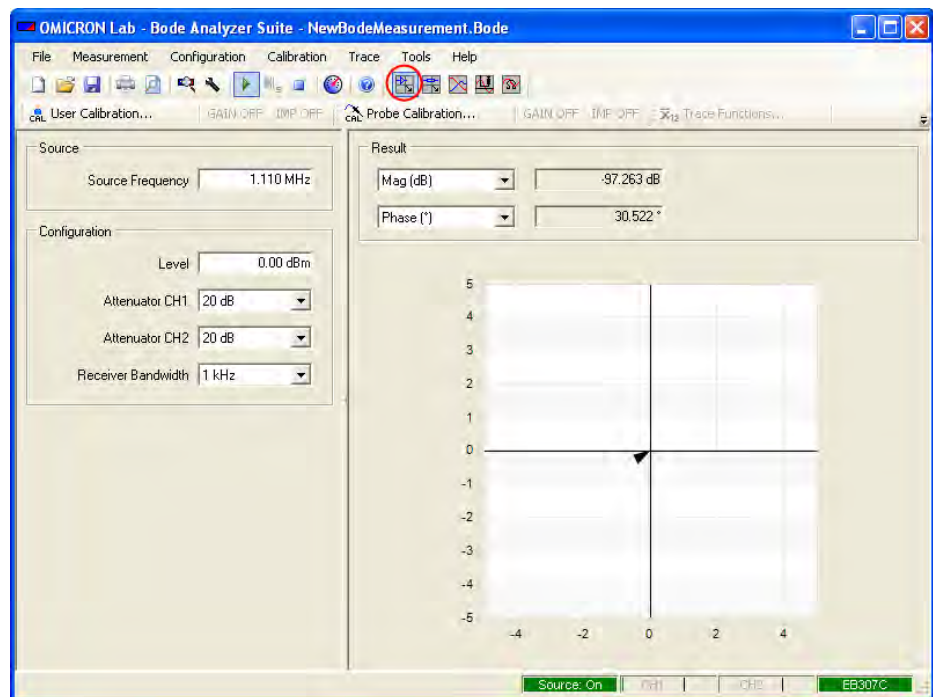 OMICRON Lab - Bode Analyzer Suite - NewBodeMeasurement.Bode
File Measurement Configuration Calibration Trace Tools Help
CAL User Calibration... GAIN OFF IMP OFF CAL Probe Calibration... GAIN OFF IMP OFF Trace Functions...
Source
Source Frequency 1.110 MHz
Configuration
Level 0.00 dBm
Attenuator CH1 20 dB
Attenuator CH2 20 dB
Receiver Bandwidth 1 kHz
Result
Mag (dB) -97.263 dB
Phase (°) 30.522 °
5
4
3
2
1
0
-1
-2
-3
-4
-5
-4 -2 0 2 4
Source: On CH1 CH2 EB307C